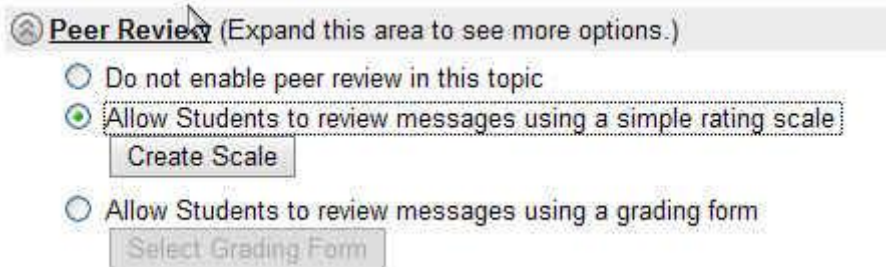 Peer Review (Expand this area to see more options.)
Do not enable peer review in this topic
Allow Students to review messages using a simple rating scale
Create Scale
Allow Students to review messages using a grading form
Select Grading Form